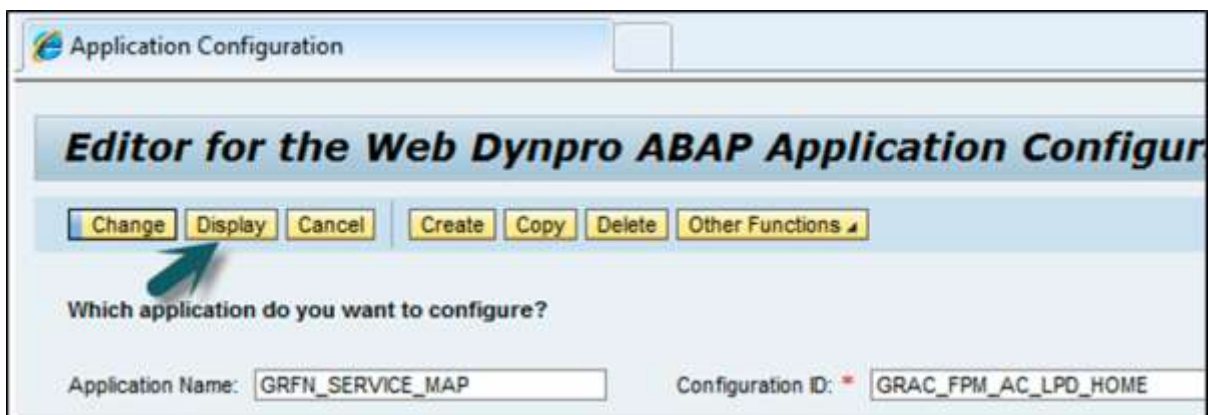 Application Configuration
Editor for the Web Dynpro ABAP Application Configur
Change Display Cancel Create Copy Delete Other Functions
Which application do you want to configure?
Application Name: GRFN_SERVICE_MAP Configuration ID: * GRAC_FPM_AC_LPD_HOME